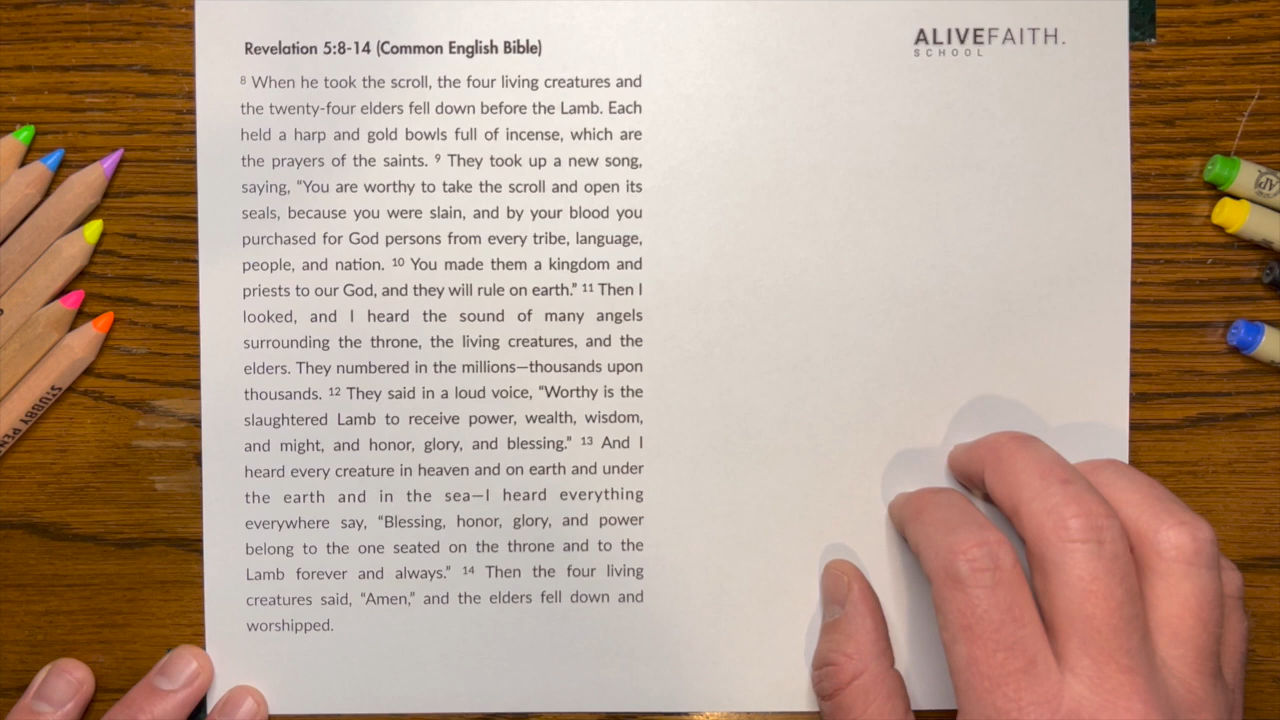 Revelation 5:8-14 (Common English Bible)
8 When he took the scroll, the four living creatures and
the twenty-four elders fell down before the Lamb. Each
held a harp and gold bowls full of incense, which are
the prayers of the saints. 9 They took up a new song,
saying, “You are worthy to take the scroll and open its
seals, because you were slain, and by your blood you
purchased for God persons from every tribe, language,
people, and nation. 10 You made them a kingdom and
priests to our God, and they will rule on earth.” 11 Then I
looked, and I heard the sound of many angels
surrounding the throne, the living creatures, and the
elders. They numbered in the millions—thousands upon
thousands. 12 They said in a loud voice, “Worthy is the
slaughtered Lamb to receive power, wealth, wisdom,
and might, and honor, glory, and blessing.” 13 And I
heard every creature in heaven and on earth and under
the earth and in the sea—I heard everything
everywhere say, “Blessing, honor, glory, and power
belong to the one seated on the throne and to the
Lamb forever and always.” 14 Then the four living
creatures said, “Amen,” and the elders fell down and
worshipped.
ALIVEFAITH.
SCHOOL
STUBBY PEN
AP